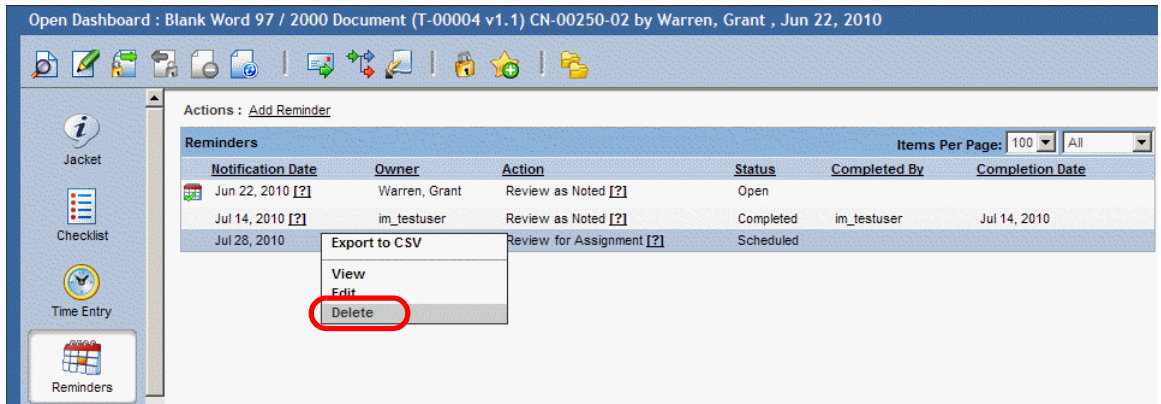 Open Dashboard : Blank Word 97 / 2000 Document (T-00004 v1.1) CN-00250-02 by Warren, Grant , Jun 22, 2010
Jacket
Checklist
Time Entry
Reminders
Actions : Add Reminder
Reminders Items Per Page: 100 All
Notification Date Owner Action Status Completed By Completion Date
Jun 22, 2010 [?] Warren, Grant Review as Noted [?] Open
Jul 14, 2010 [?] im_testuser Review as Noted [?] Completed im_testuser Jul 14, 2010
Jul 28, 2010 Review for Assignment [?] Scheduled
Export to CSV
View
Edit
Delete